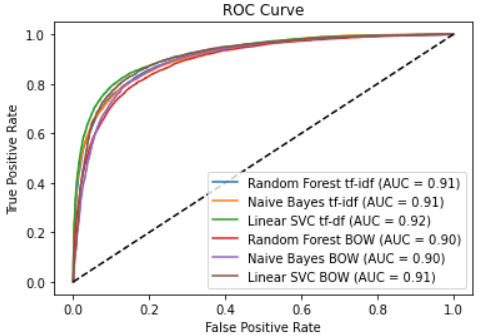 ROC Curve
True Positive Rate
1.0
0.8
0.6
0.4
0.2
0.0
Random Forest tf-idf (AUC = 0.91)
Naive Bayes tf-idf (AUC = 0.91)
Linear SVC tf-df (AUC = 0.92)
Random Forest BOW (AUC = 0.90)
Naive Bayes BOW (AUC = 0.90)
Linear SVC BOW (AUC = 0.91)
0.0 0.2 0.4 0.6 0.8 1.0
False Positive Rate